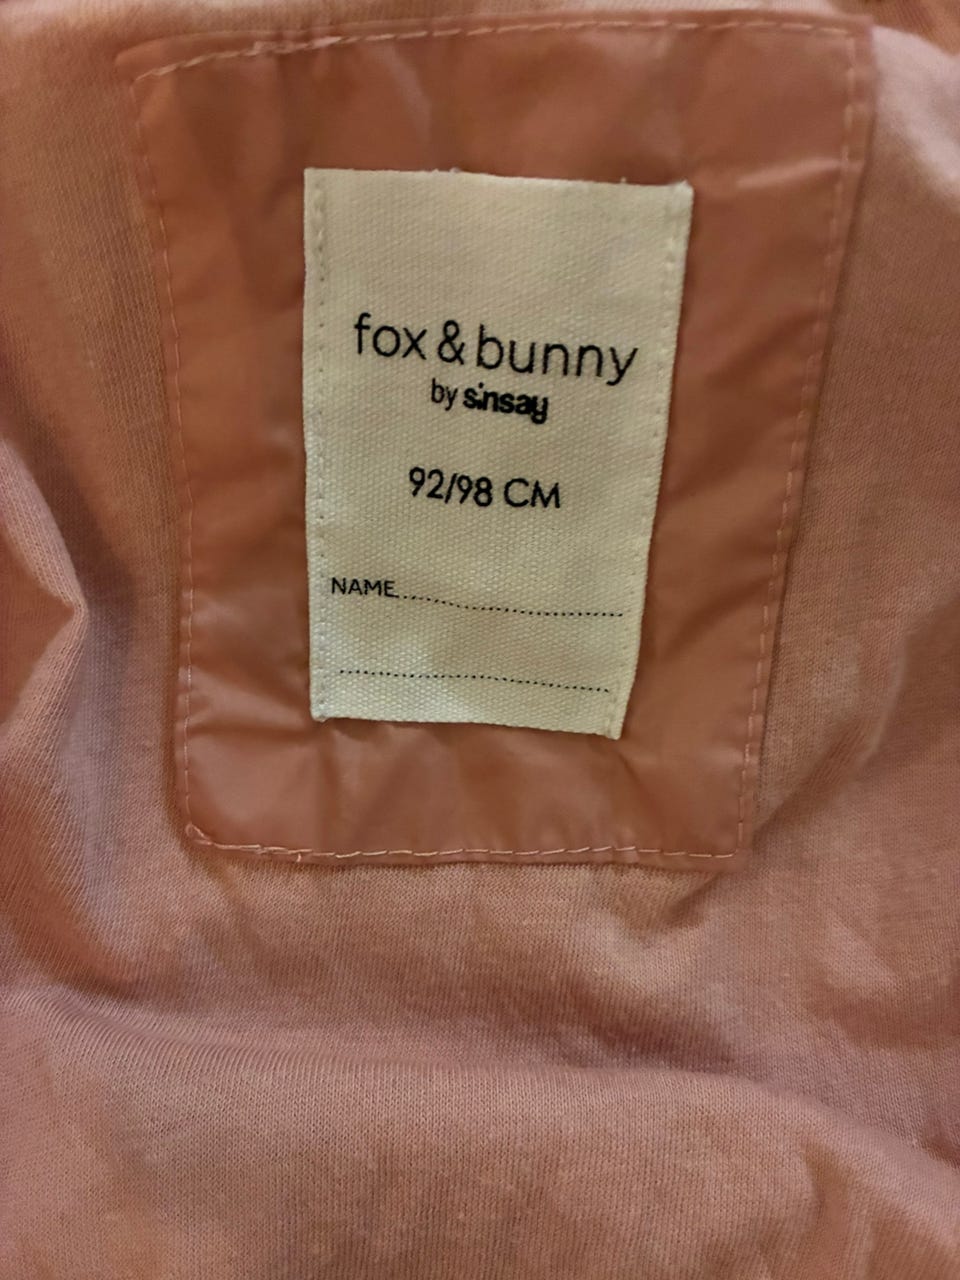 fox & bunny
by sinsay
92/98 CM
NAME..............................
..............................